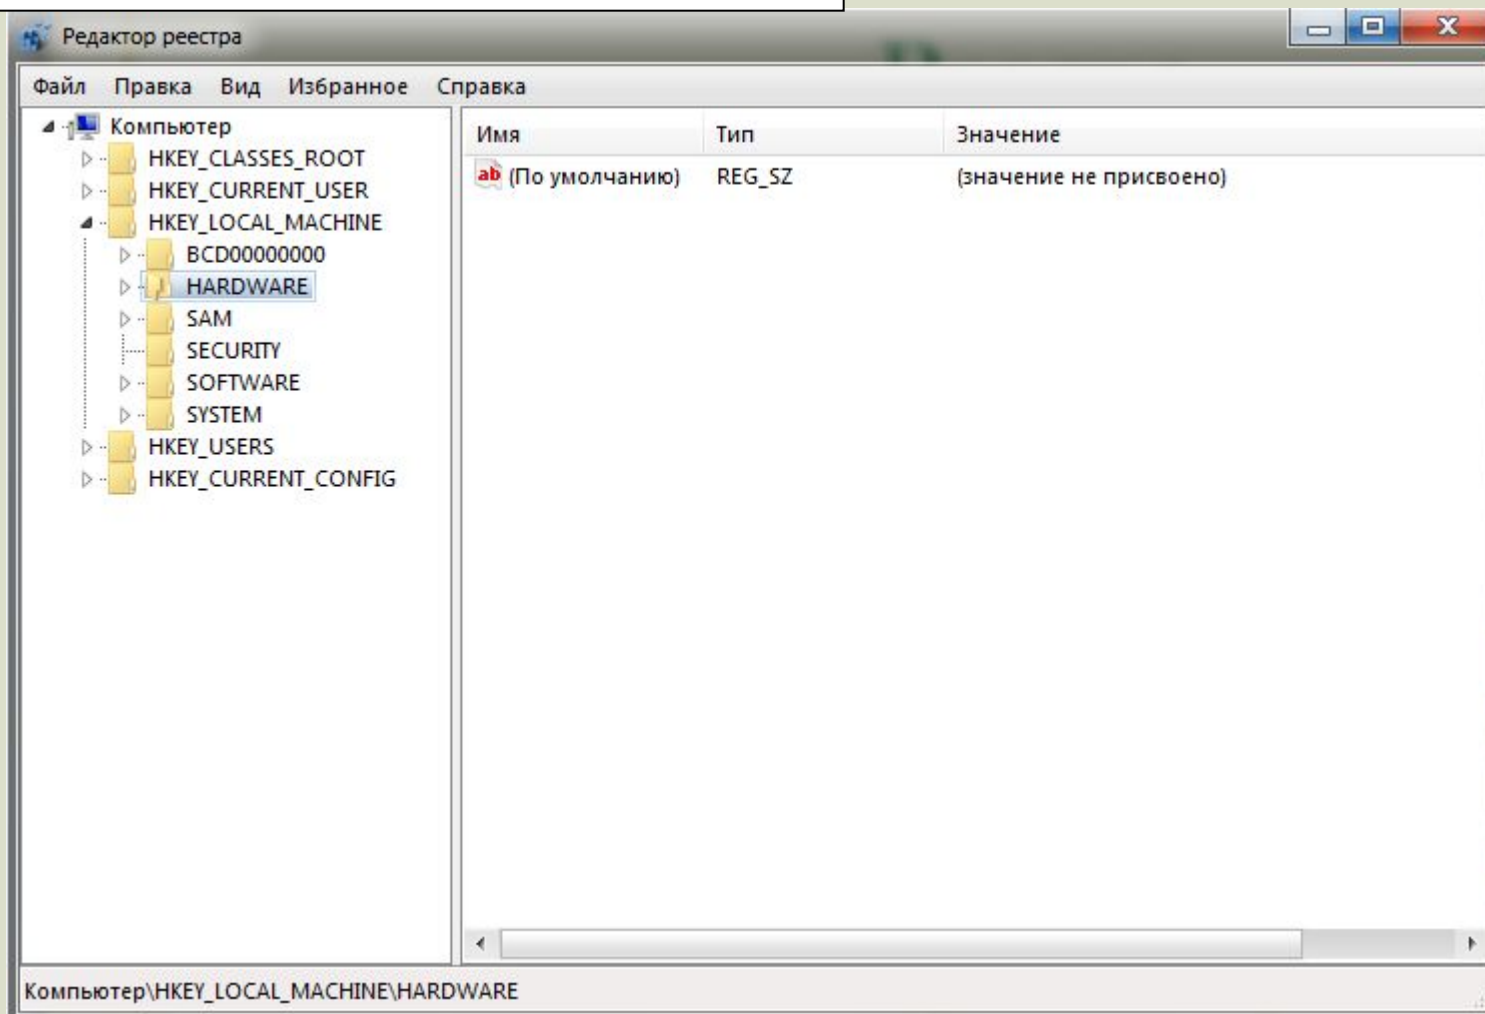 Редактор реестра
Файл Правка Вид Избранное Справка
Компьютер
HKEY_CLASSES_ROOT
HKEY_CURRENT_USER
HKEY_LOCAL_MACHINE
BCD00000000
HARDWARE
SAM
SECURITY
SOFTWARE
SYSTEM
HKEY_USERS
HKEY_CURRENT_CONFIG
Имя Тип Значение
ab (По умолчанию) REG_SZ (значение не присвоено)
Компьютер\HKEY_LOCAL_MACHINE\HARDWARE